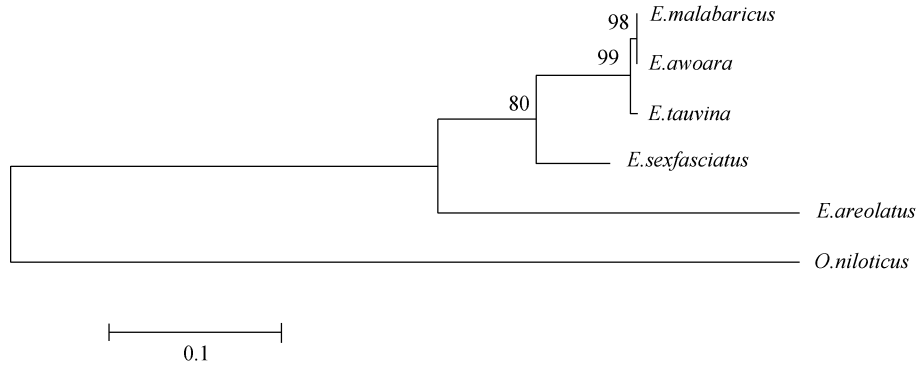 98
E.malabaricus
99
E.awoara
80
E.tauvina
E.sexfasciatus
E.areolatus
O.niloticus
0.1